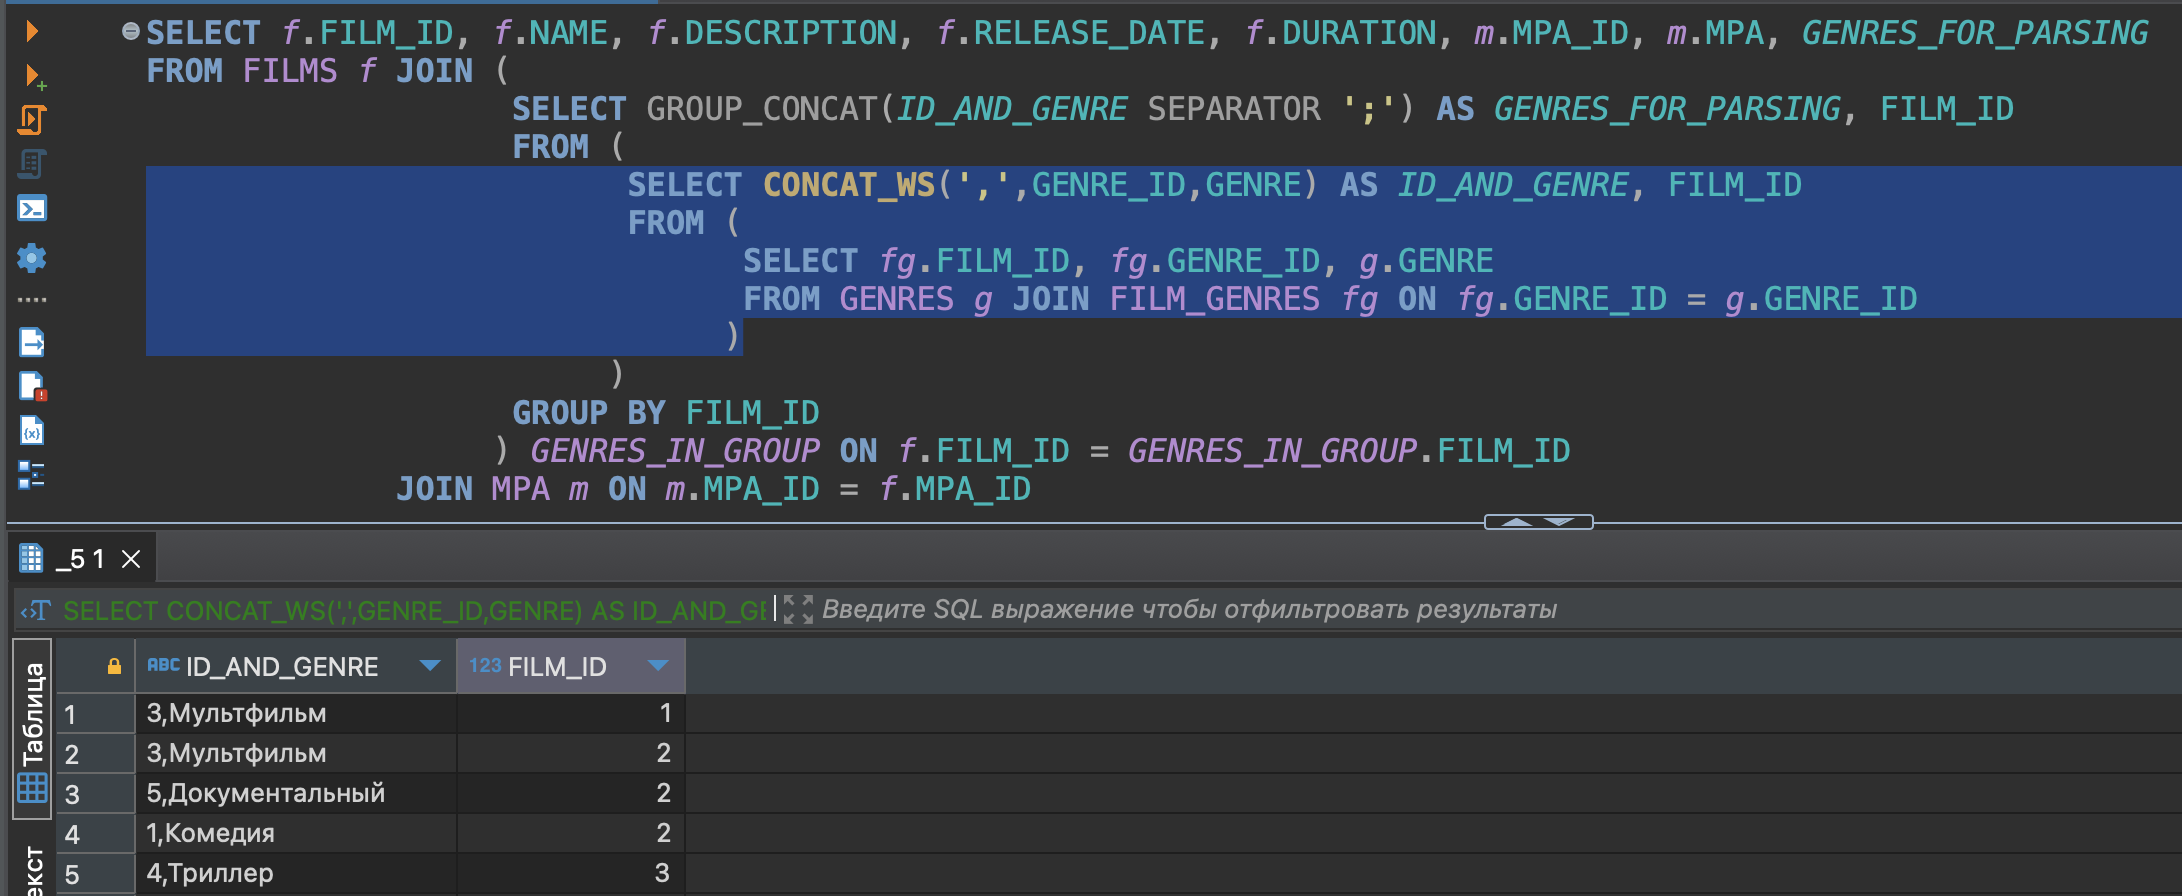 SELECT f.FILM_ID, f.NAME, f.DESCRIPTION, f.RELEASE_DATE, f.DURATION, m.MPA_ID, m.MPA, GENRES_FOR_PARSING
FROM FILMS f JOIN (
SELECT GROUP_CONCAT(ID_AND_GENRE SEPARATOR ';') AS GENRES_FOR_PARSING, FILM_ID
FROM (
SELECT CONCAT_WS(',',GENRE_ID,GENRE) AS ID_AND_GENRE, FILM_ID
FROM (
SELECT fg.FILM_ID, fg.GENRE_ID, g.GENRE
FROM GENRES g JOIN FILM_GENRES fg ON fg.GENRE_ID = g.GENRE_ID
)
)
GROUP BY FILM_ID
) GENRES_IN_GROUP ON f.FILM_ID = GENRES_IN_GROUP.FILM_ID
JOIN MPA m ON m.MPA_ID = f.MPA_ID
_5 1
SELECT CONCAT_WS(',',GENRE_ID,GENRE) AS ID_AND_GE Введите SQL выражение чтобы отфильтровать результаты
Таблица
ABC ID_AND_GENRE 123 FILM_ID
1 3,Мультфильм 1
2 3,Мультфильм 2
3 5,Документальный 2
4 1,Комедия 2
5 4,Триллер 3